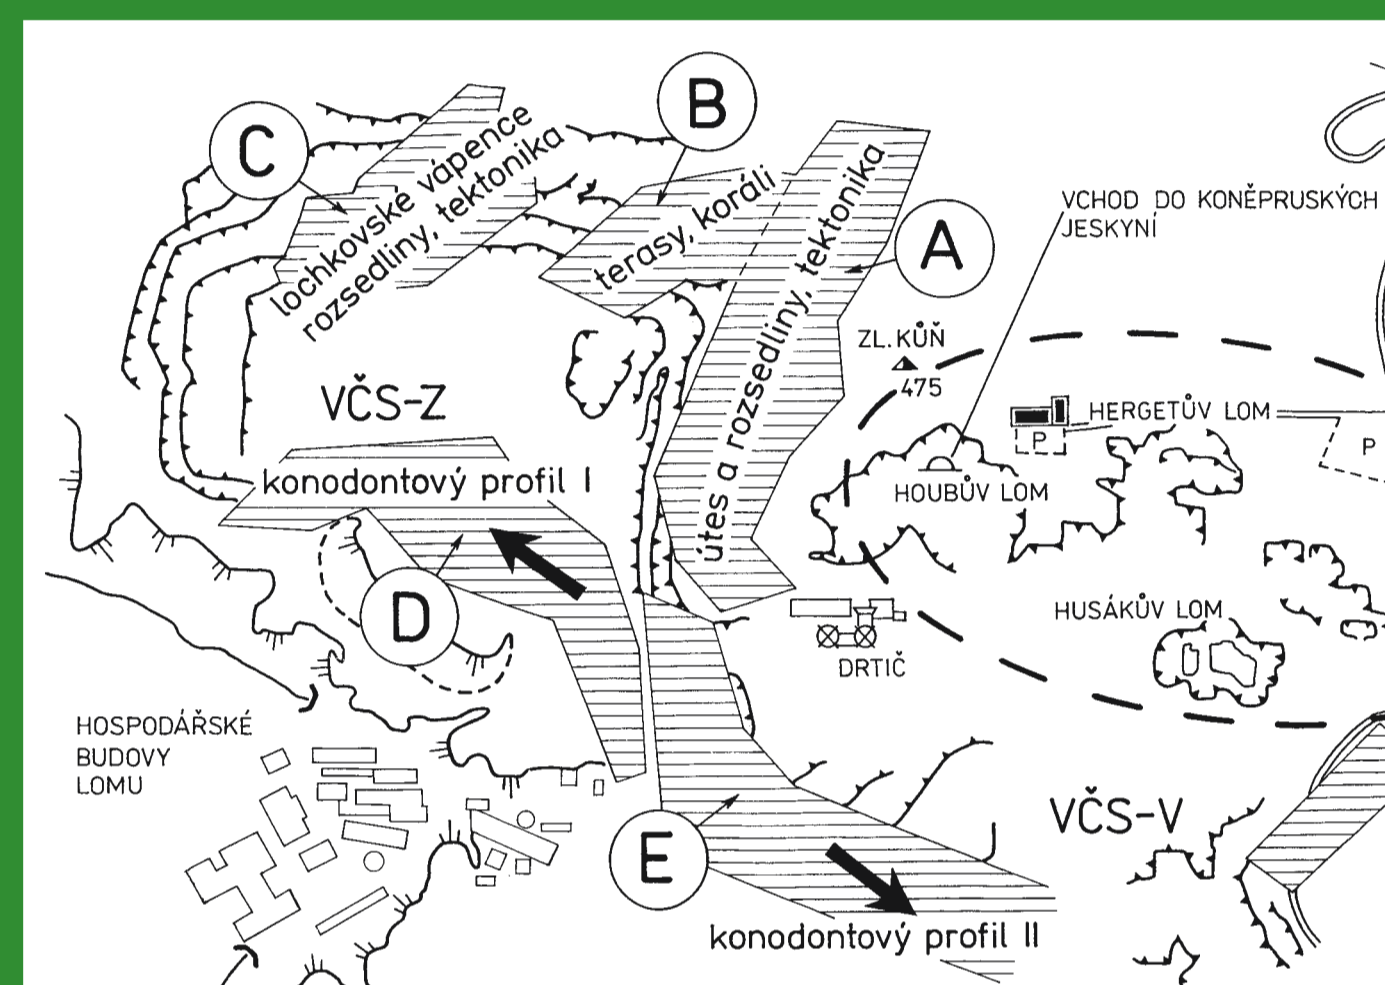 B
C
lochkovské vápence
rozsedliny, tektonika
terasy, koráli
útes a rozsedliny, tektonika
A
VCHOD DO KONĚPRUSKÝCH
JESKYNÍ
ZL. KŮŇ
475
VČS-Z
HERGETŮV LOM
P
P
konodontový profil I
HOUBŮV LOM
D
HUSÁKŮV LOM
DRTIČ
HOSPODÁŘSKÉ
BUDOVY
LOMU
VČS-V
E
konodontový profil II